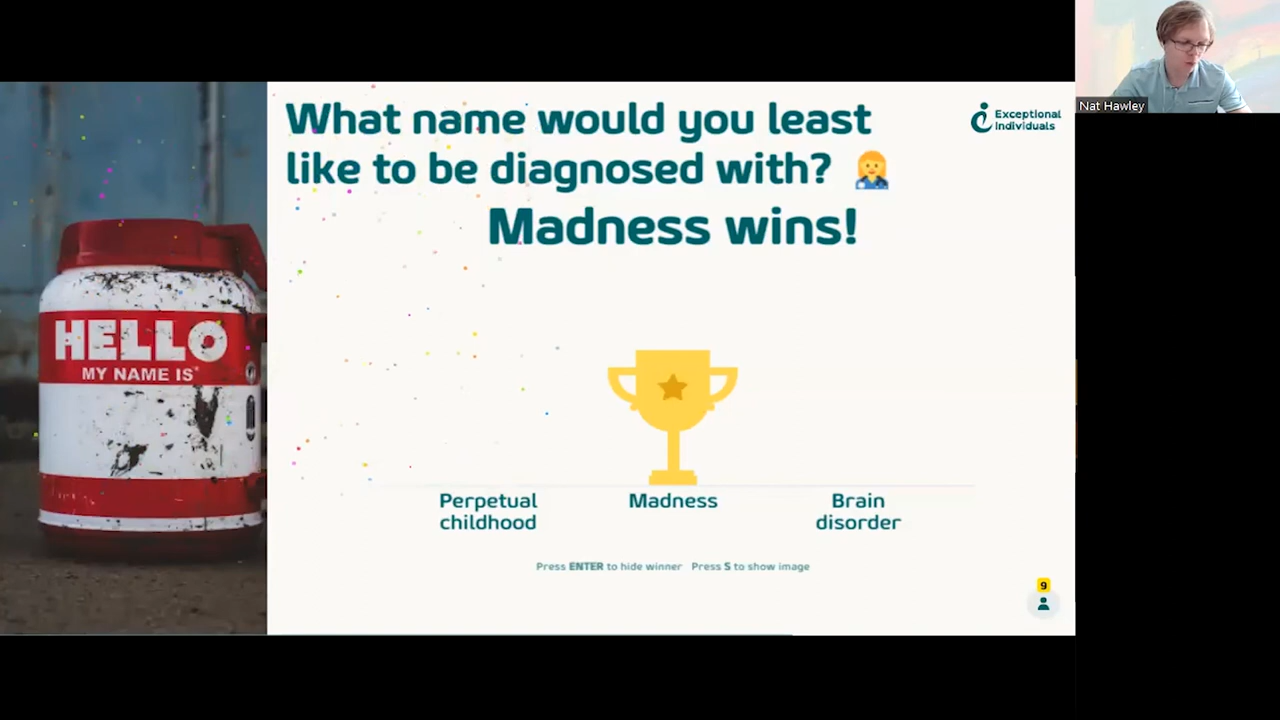 What name would you least
like to be diagnosed with?
Madness wins!
Exceptional
Individuals
Nat Hawley
HELLO
MY NAME IS
Perpetual
childhood
Madness
Brain
disorder
Press ENTER to hide winner Press S to show image
9